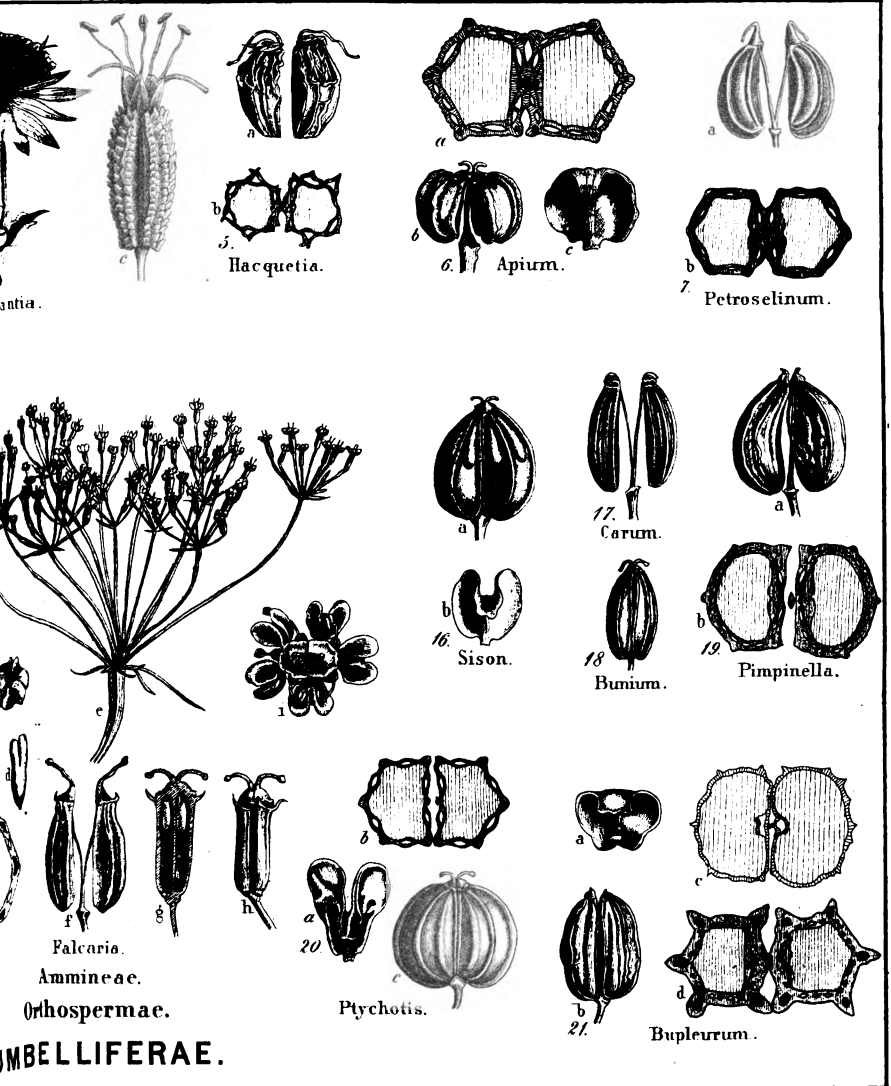 c
a
b
5.
Hacquetia.
a
b
c
6.
Apium.
a
b
7.
Petroselinum.
antia.
a
b
16.
Sison.
17.
Carum.
18
Bunium.
a
b
19.
Pimpinella.
e
i
d
f
g
h
Falcaria.
Ammineae.
Orthospermae.
UMBELLIFERAE.
b
a
20.
c
Ptychotis.
a
c
b
d
21.
Bupleurum.